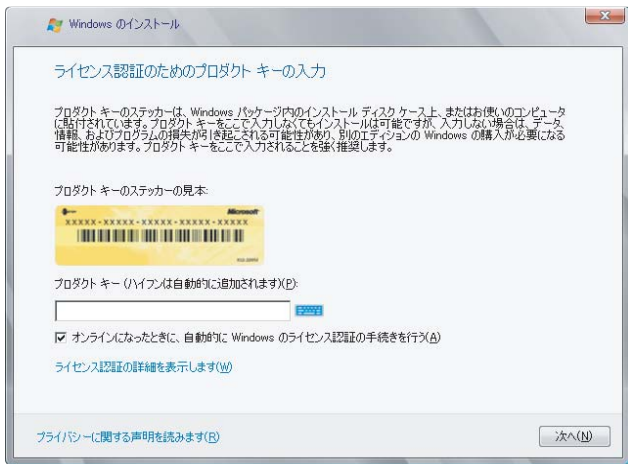 Windows のインストール
ライセンス認証のためのプロダクト キーの入力
プロダクト キーのステッカーは、Windows パッケージ内のインストール ディスク ケース上、またはお使いのコンピュータ
に貼付されています。プロダクト キーをここで入力しなくてもインストールは可能ですが、入力しない場合は、データ、
情報、およびプログラムの損失が引き起こされる可能性があり、別のエディションの Windows の購入が必要になる
可能性があります。プロダクト キーをここで入力されることを強く推奨します。
プロダクト キーのステッカーの見本:
Microsoft
XXXXX-XXXXX-XXXXX-XXXXX-XXXXX
プロダクト キー (ハイフンは自動的に追加されます)(P):
オンラインになったときに、自動的に Windows のライセンス認証の手続きを行う(A)
ライセンス認証の詳細を表示します(W)
プライバシーに関する声明を読みます(R)
次へ(N)